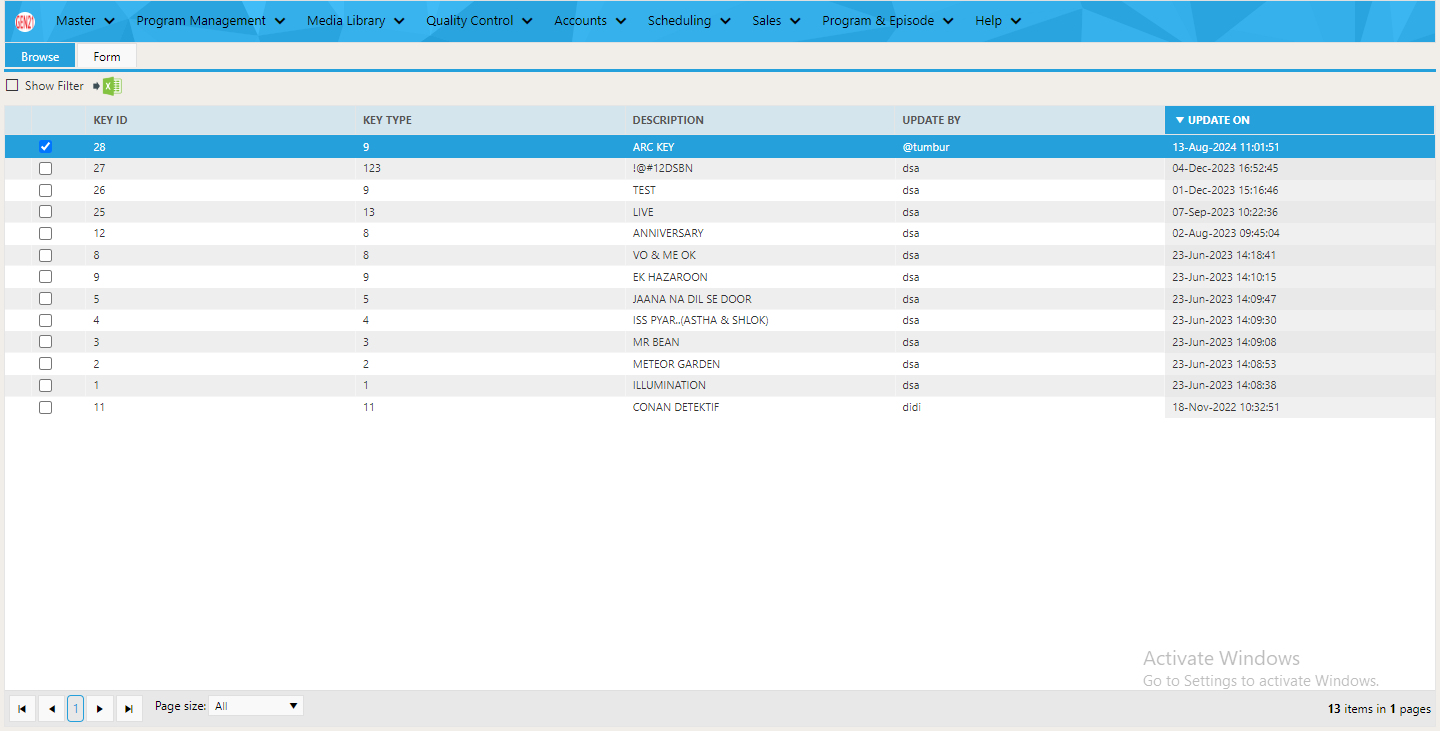 GEN21 Master Program Management Media Library Quality Control Accounts Scheduling Sales Program & Episode Help
Browse Form
Show Filter
KEY ID KEY TYPE DESCRIPTION UPDATE BY UPDATE ON
28 9 ARC KEY @tumbur 13-Aug-2024 11:01:51
27 123 !@#12DSBN dsa 04-Dec-2023 16:52:45
26 9 TEST dsa 01-Dec-2023 15:16:46
25 13 LIVE dsa 07-Sep-2023 10:22:36
12 8 ANNIVERSARY dsa 02-Aug-2023 09:45:04
8 8 VO & ME OK dsa 23-Jun-2023 14:18:41
9 9 EK HAZAROON dsa 23-Jun-2023 14:10:15
5 5 JAANA NA DIL SE DOOR dsa 23-Jun-2023 14:09:47
4 4 ISS PYAR..(ASTHA & SHLOK) dsa 23-Jun-2023 14:09:30
3 3 MR BEAN dsa 23-Jun-2023 14:09:08
2 2 METEOR GARDEN dsa 23-Jun-2023 14:08:53
1 1 ILLUMINATION dsa 23-Jun-2023 14:08:38
11 11 CONAN DETEKTIF didi 18-Nov-2022 10:32:51
Activate Windows
Go to Settings to activate Windows.
1 Page size: All 13 items in 1 pages